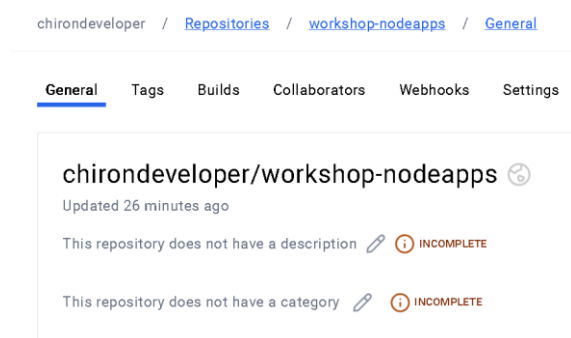 chirondeveloper / Repositories / workshop-nodeapps / General
General Tags Builds Collaborators Webhooks Settings
chirondeveloper/workshop-nodeapps
Updated 26 minutes ago
This repository does not have a description INCOMPLETE
This repository does not have a category INCOMPLETE